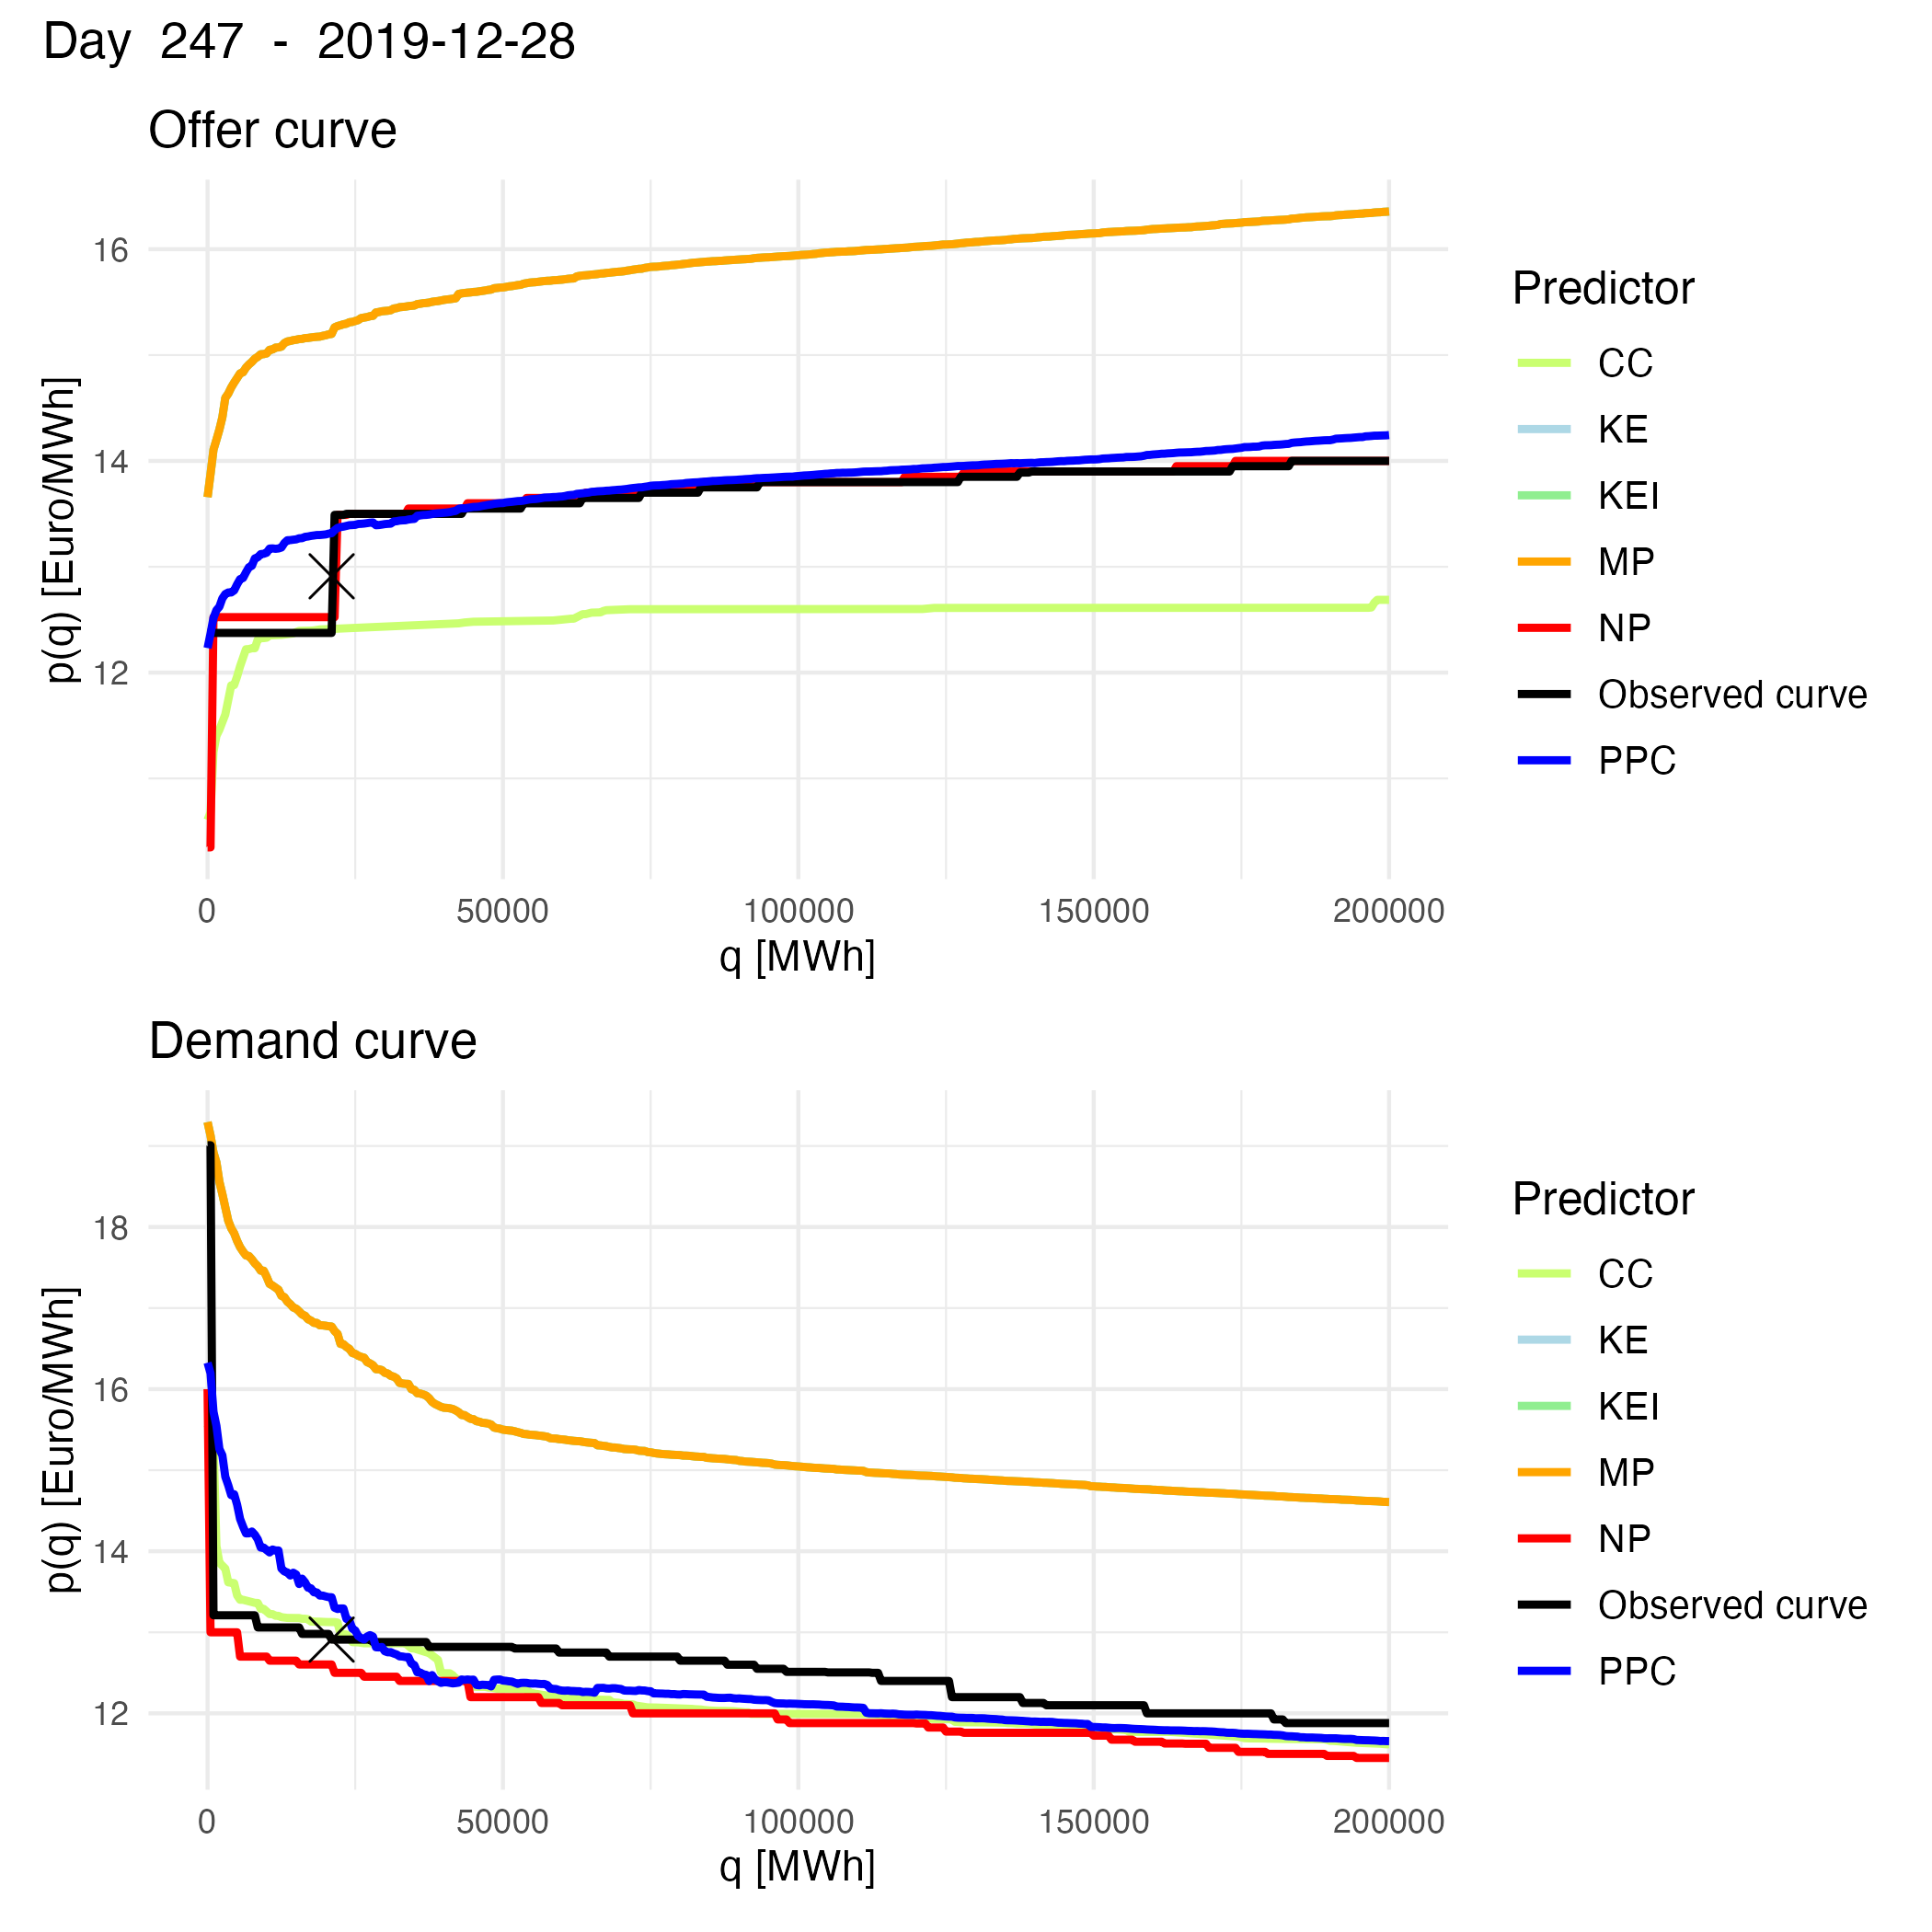 Day 247 - 2019-12-28
Offer curve
p(q) [Euro/MWh]
16
14
12
0 50000 100000 150000 200000
q [MWh]
Predictor
CC
KE
KEI
MP
NP
Observed curve
PPC
Demand curve
p(q) [Euro/MWh]
18
16
14
12
0 50000 100000 150000 200000
q [MWh]
Predictor
CC
KE
KEI
MP
NP
Observed curve
PPC